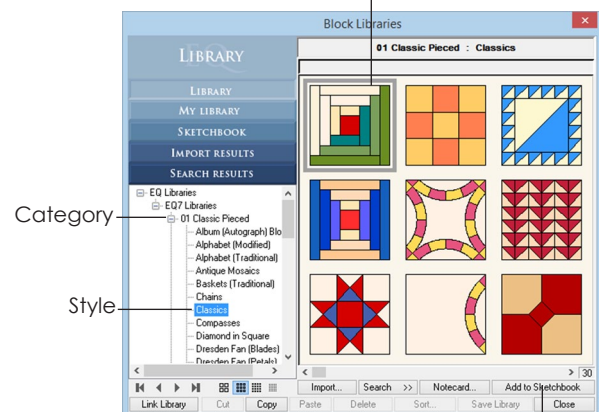 Block Libraries
LIBRARY
01 Classic Pieced : Classics
LIBRARY
MY LIBRARY
SKETCHBOOK
IMPORT RESULTS
SEARCH RESULTS
EQ Libraries
EQ7 Libraries
Category
01 Classic Pieced
Album (Autograph) Blo
Alphabet (Modified)
Alphabet (Traditional)
Antique Mosaics
Baskets (Traditional)
Chains
Style
Classics
Compasses
Diamond in Square
Dresden Fan (Blades)
Dresden Fan (Petals)
30
Import... Search >> Notecard... Add to Sketchbook
Link Library Cut Copy Paste Delete Sort... Save Library Close